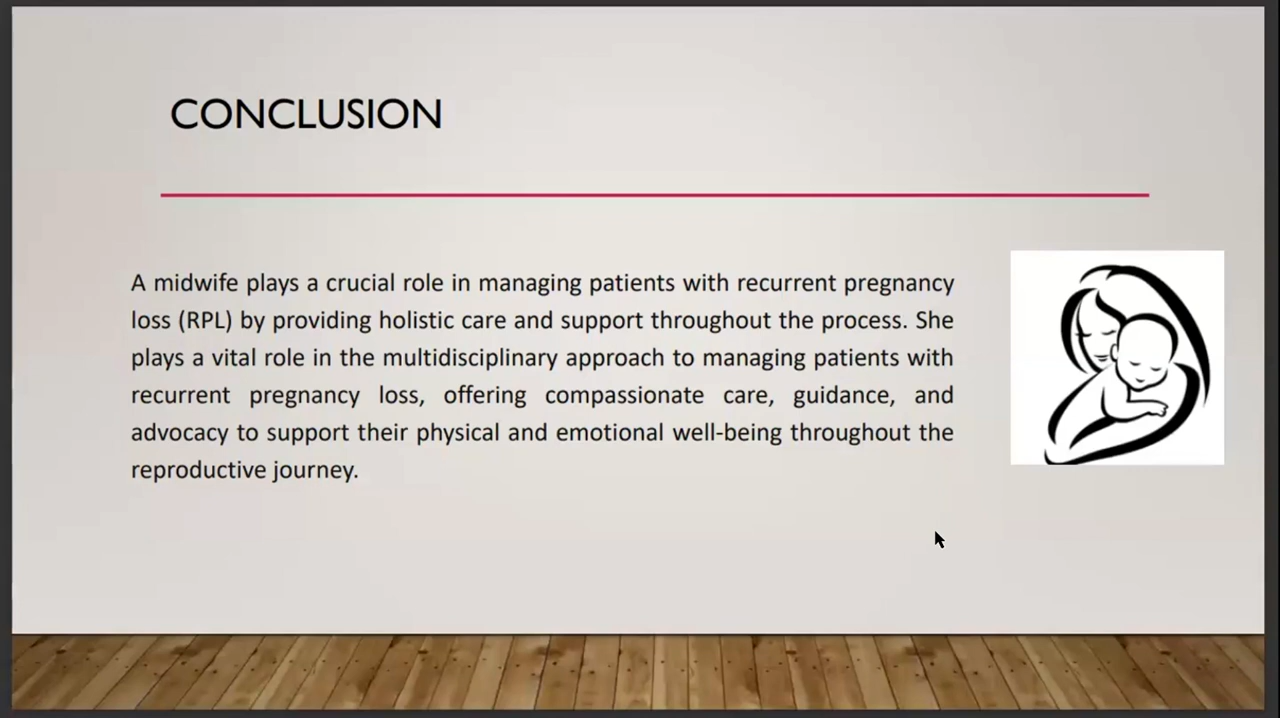 CONCLUSION
A midwife plays a crucial role in managing patients with recurrent pregnancy
loss (RPL) by providing holistic care and support throughout the process. She
plays a vital role in the multidisciplinary approach to managing patients with
recurrent pregnancy loss, offering compassionate care, guidance, and
advocacy to support their physical and emotional well-being throughout the
reproductive journey.